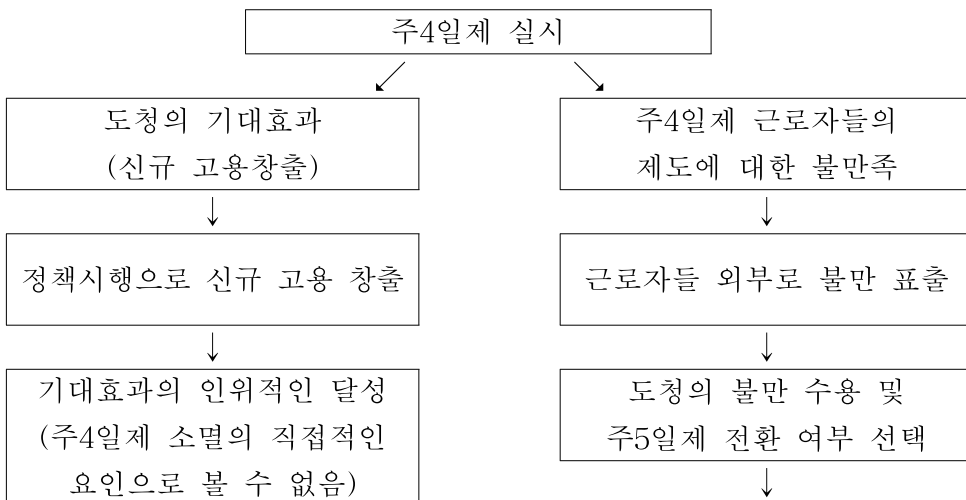 주4일제 실시
도청의 기대효과
(신규 고용창출)
주4일제 근로자들의
제도에 대한 불만족
정책시행으로 신규 고용 창출
근로자들 외부로 불만 표출
기대효과의 인위적인 달성
(주4일제 소멸의 직접적인
요인으로 볼 수 없음)
도청의 불만 수용 및
주5일제 전환 여부 선택